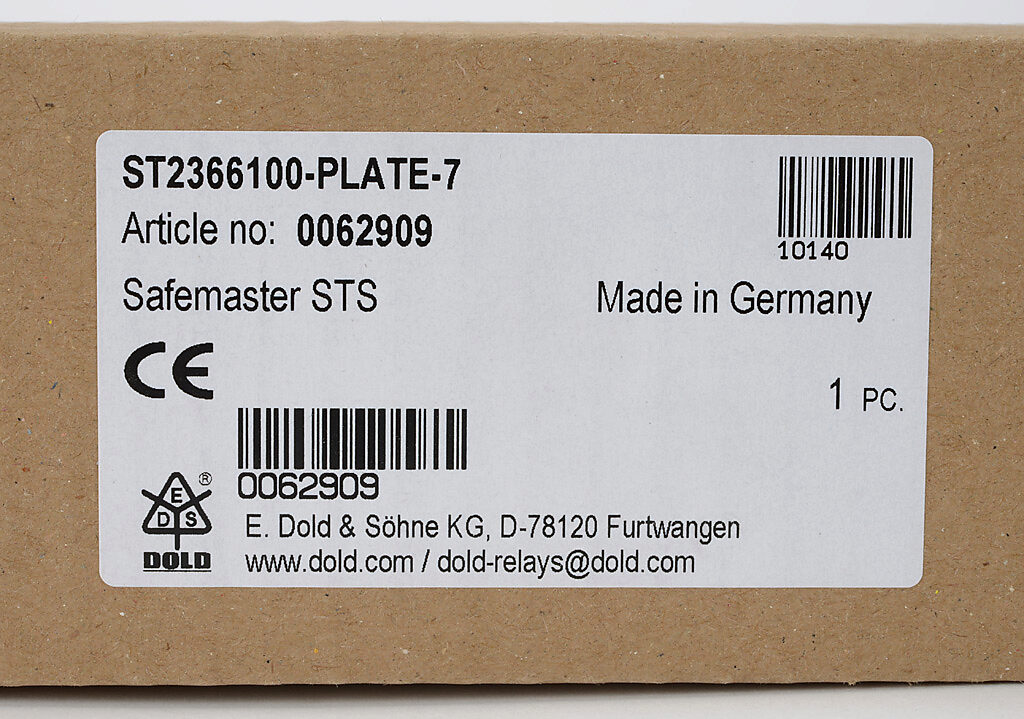 ST2366100-PLATE-7
Article no: 0062909
10140
Safemaster STS
Made in Germany
CE
1 PC.
0062909
E
D S
®
DOLD
E. Dold & Söhne KG, D-78120 Furtwangen
www.dold.com / dold-relays@dold.com